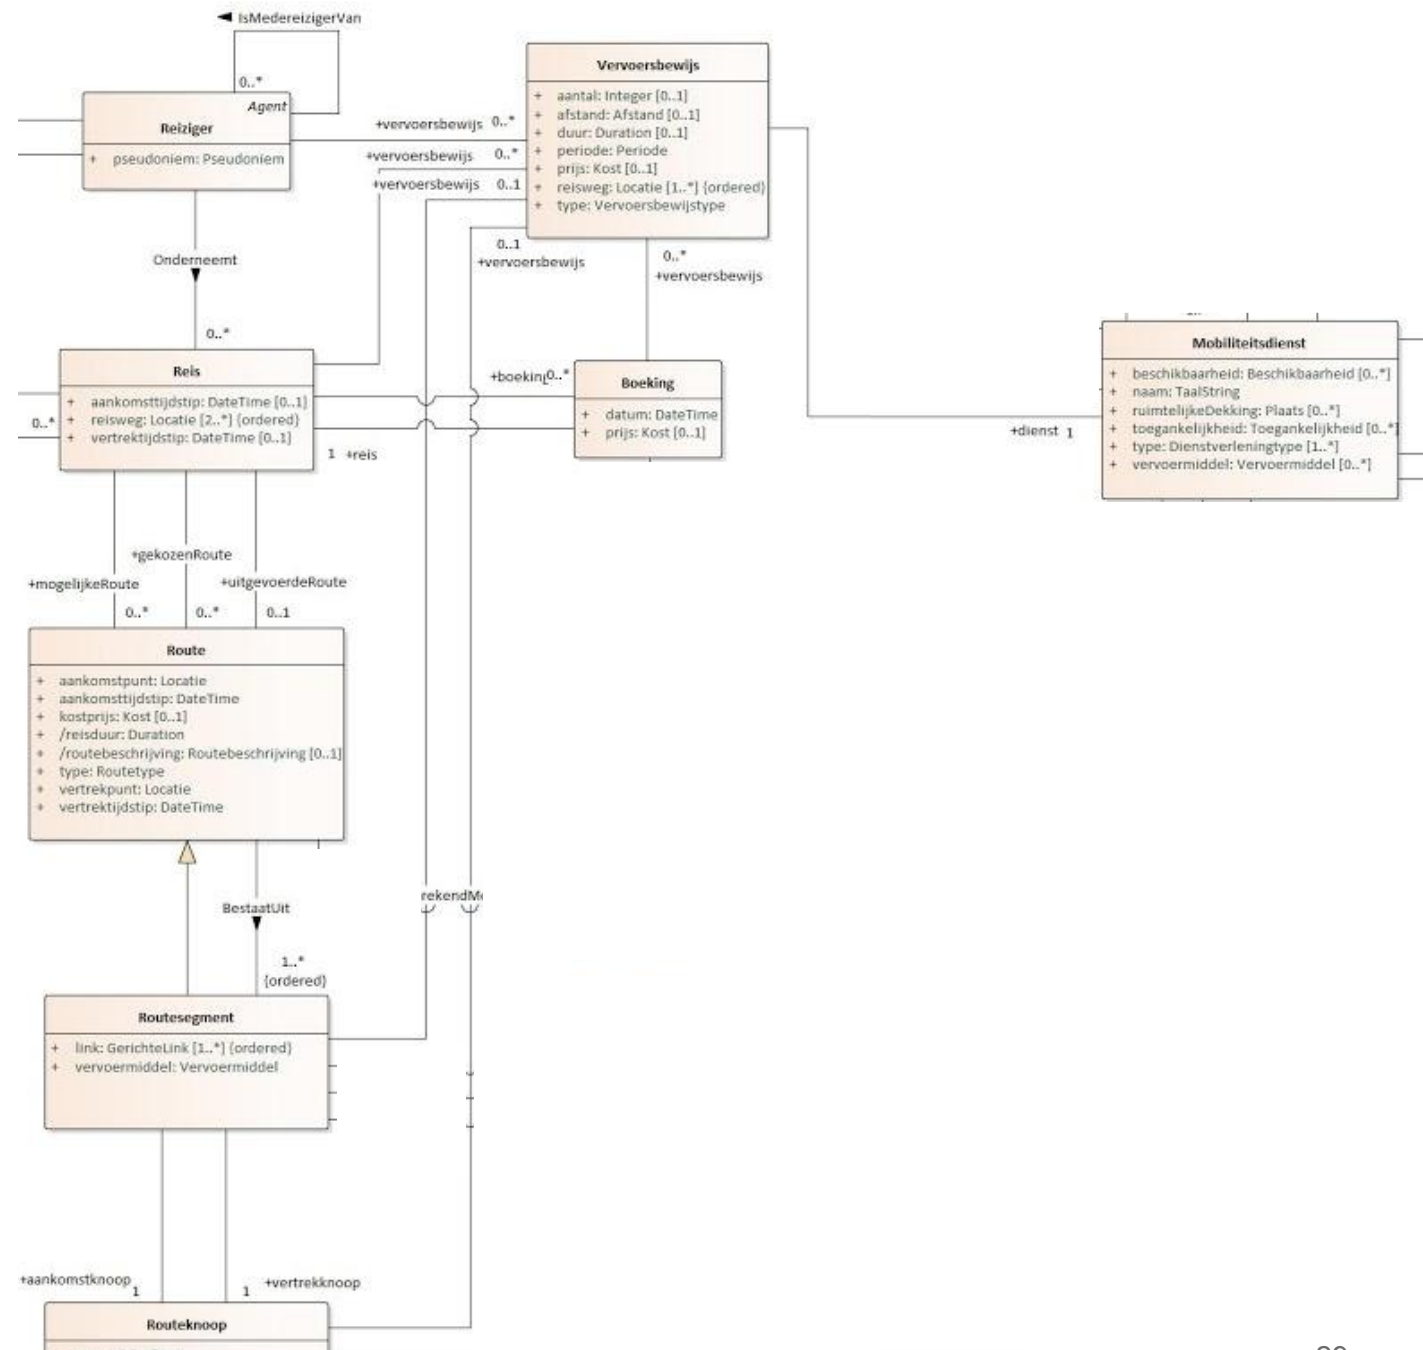 IsMedereizigerVan
0..*
Agent
Reiziger
+ pseudoniem: Pseudoniem
+vervoersbewijs 0..*
+vervoersbewijs 0..*
+vervoersbewijs 0..1
Vervoersbewijs
+ aantal: Integer [0..1]
+ afstand: Afstand [0..1]
+ duur: Duration [0..1]
+ periode: Periode
+ prijs: Kost [0..1]
+ reisweg: Locatie [1..*] {ordered}
+ type: Vervoersbewijstype
0..1
+vervoersbewijs
0..*
+vervoersbewijs
Onderneemt
0..*
Reis
+ aankomsttijdstip: DateTime [0..1]
+ reisweg: Locatie [2..*] {ordered}
+ vertrektijdstip: DateTime [0..1]
0..*
1 +reis
+boeking 0..*
Boeking
+ datum: DateTime
+ prijs: Kost [0..1]
+dienst 1
Mobiliteitsdienst
+ beschikbaarheid: Beschikbaarheid [0..*]
+ naam: TaalString
+ ruimtelijkeDekking: Plaats [0..*]
+ toegankelijkheid: Toegankelijkheid [0..*]
+ type: Dienstverleningtype [1..*]
+ vervoermiddel: Vervoermiddel [0..*]
+gekozenRoute
+mogelijkeRoute
+uitgevoerdeRoute
0..*
0..*
0..1
Route
+ aankomstpunt: Locatie
+ aankomsttijdstip: DateTime
+ kostprijs: Kost [0..1]
+ /reisduur: Duration
+ /routebeschrijving: Routebeschrijving [0..1]
+ type: Routetype
+ vertrekpunt: Locatie
+ vertrektijdstip: DateTime
rekendM
BestaatUit
1..*
{ordered}
Routesegment
+ link: GerichteLink [1..*] {ordered}
+ vervoermiddel: Vervoermiddel
+aankomstknoop
1
+vertrekknoop
1
Routeknoop